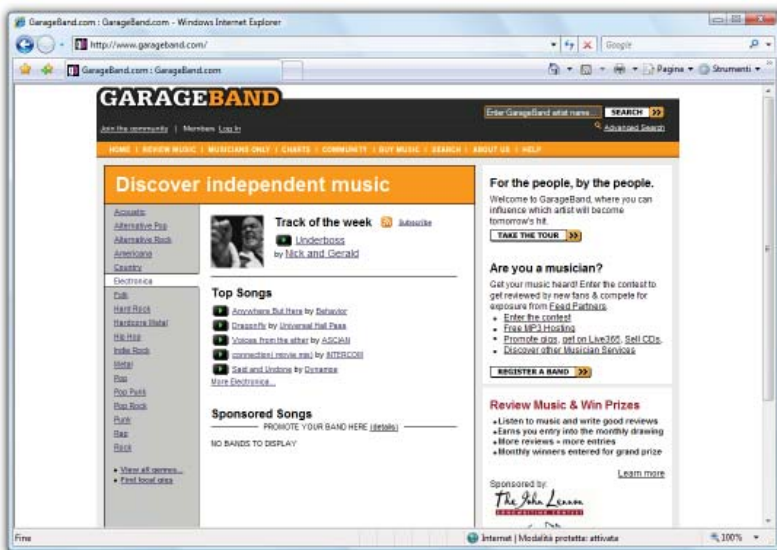 GarageBand.com : GarageBand.com - Windows Internet Explorer
http://www.garageband.com/
Google
GarageBand.com : GarageBand.com
Pagina
Strumenti
GARAGEBAND
Join the community | Members Log In
Enter GarageBand artist name...
SEARCH
Advanced Search
HOME | REVIEW MUSIC | MUSICIANS ONLY | CHARTS | COMMUNITY | BUY MUSIC | SEARCH | ABOUT US | HELP
Discover independent music
Acoustic
Alternative Pop
Alternative Rock
Americana
Country
Electronica
Folk
Hard Rock
Hardcore Metal
Hip Hop
Indie Rock
Metal
Pop
Pop Punk
Pop Rock
Punk
Rap
Rock
• View all genres...
• Find local gigs
Track of the week
Subscribe
Underboss
by Nick and Gerald
Top Songs
Anywhere But Here by Behavior
Dragonfly by Universal Hall Pass
Voices from the ether by ASCIAN
connection( movie mix) by INTERCOM
Said and Undone by Dynamse
More Electronica...
Sponsored Songs
PROMOTE YOUR BAND HERE (details)
NO BANDS TO DISPLAY
For the people, by the people.
Welcome to GarageBand, where you can
influence which artist will become
tomorrow's hit.
TAKE THE TOUR
Are you a musician?
Get your music heard! Enter the contest to
get reviewed by new fans & compete for
exposure from Feed Partners.
• Enter the contest
• Free MP3 Hosting
• Promote gigs, get on Live365, Sell CDs.
• Discover other Musician Services
REGISTER A BAND
Review Music & Win Prizes
•Listen to music and write good reviews
•Earns you entry into the monthly drawing
•More reviews = more entries
•Monthly winners entered for grand prize
Learn more
Sponsored by:
The John Lennon
SONGWRITING CONTEST
Fine
Internet | Modalità protetta: attivata
100%